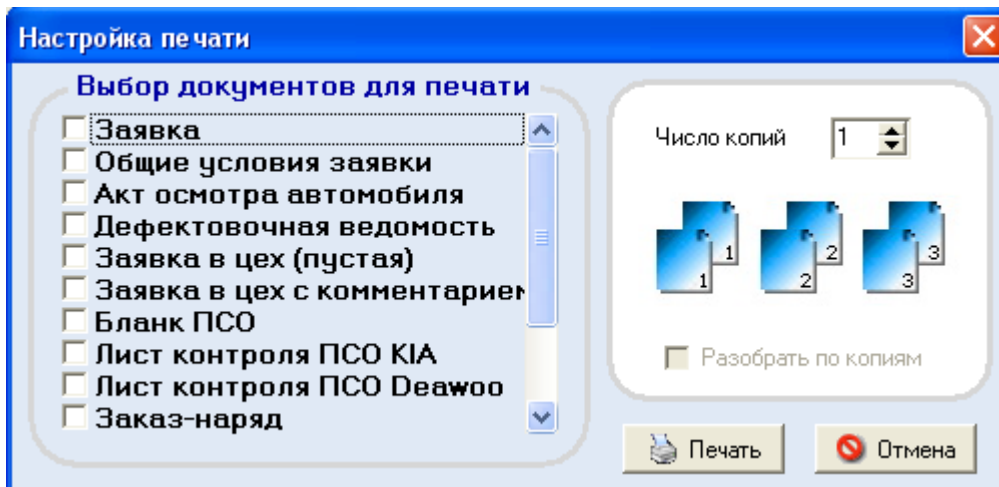 Настройка печати
Выбор документов для печати
Заявка
Общие условия заявки
Акт осмотра автомобиля
Дефектовочная ведомость
Заявка в цех (пустая)
Заявка в цех с комментарием
Бланк ПСО
Лист контроля ПСО KIA
Лист контроля ПСО Deawoo
Заказ-наряд
Число копий 1
1 2 3
1 2 3
Разобрать по копиям
Печать Отмена